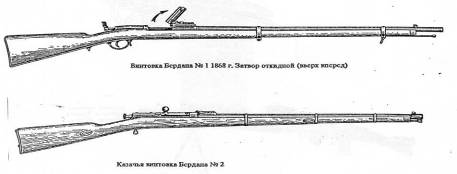 Винтовка Бердана № 1 1868 г. Затвор откидной (вверх вперед)
Казачья винтовка Бердана № 2